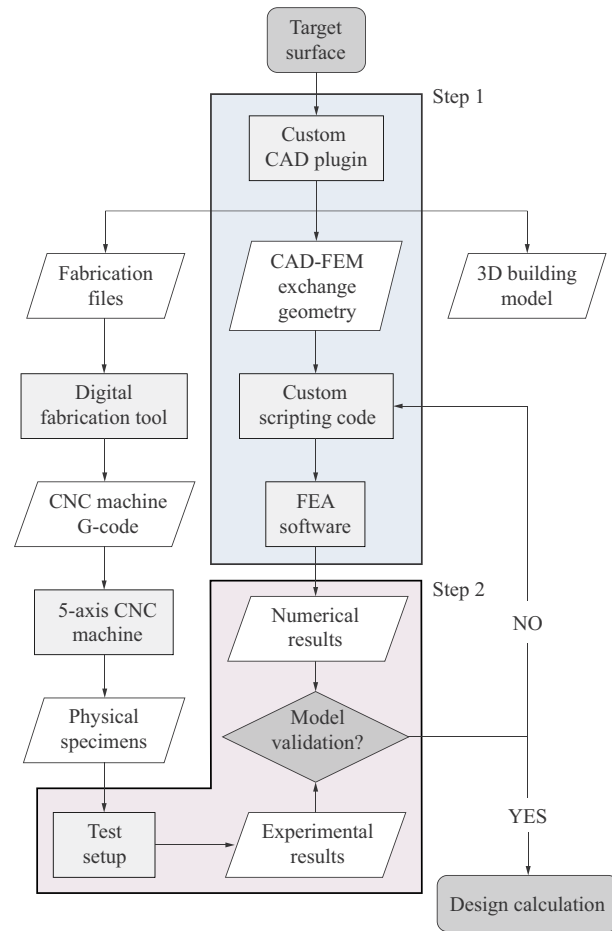 Target
surface
Step 1
Custom
CAD plugin
Fabrication
files
CAD-FEM
exchange
geometry
3D building
model
Digital
fabrication tool
Custom
scripting code
CNC machine
G-code
FEA
software
Step 2
5-axis CNC
machine
Numerical
results
NO
Physical
specimens
Model
validation?
YES
Test
setup
Experimental
results
Design calculation